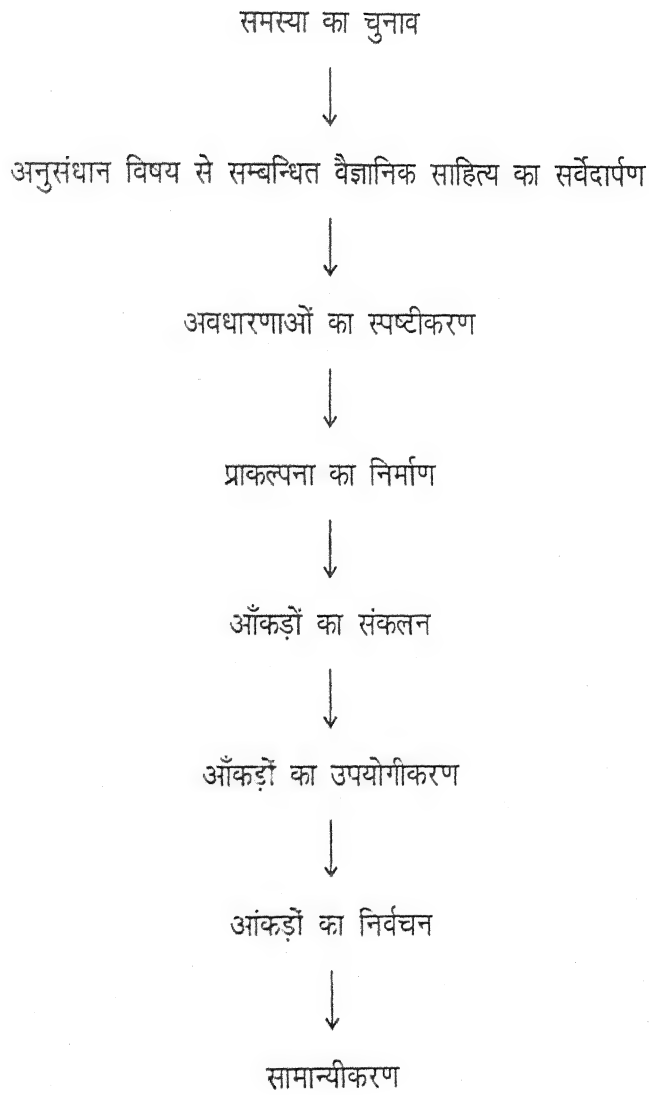 समस्या का चुनाव
अनुसंधान विषय से सम्बन्धित वैज्ञानिक साहित्य का सर्वेदार्पण
अवधारणाओं का स्पष्टीकरण
प्राकल्पना का निर्माण
आँकड़ों का संकलन
आँकड़ों का उपयोगीकरण
आंकड़ों का निर्वचन
सामान्यीकरण